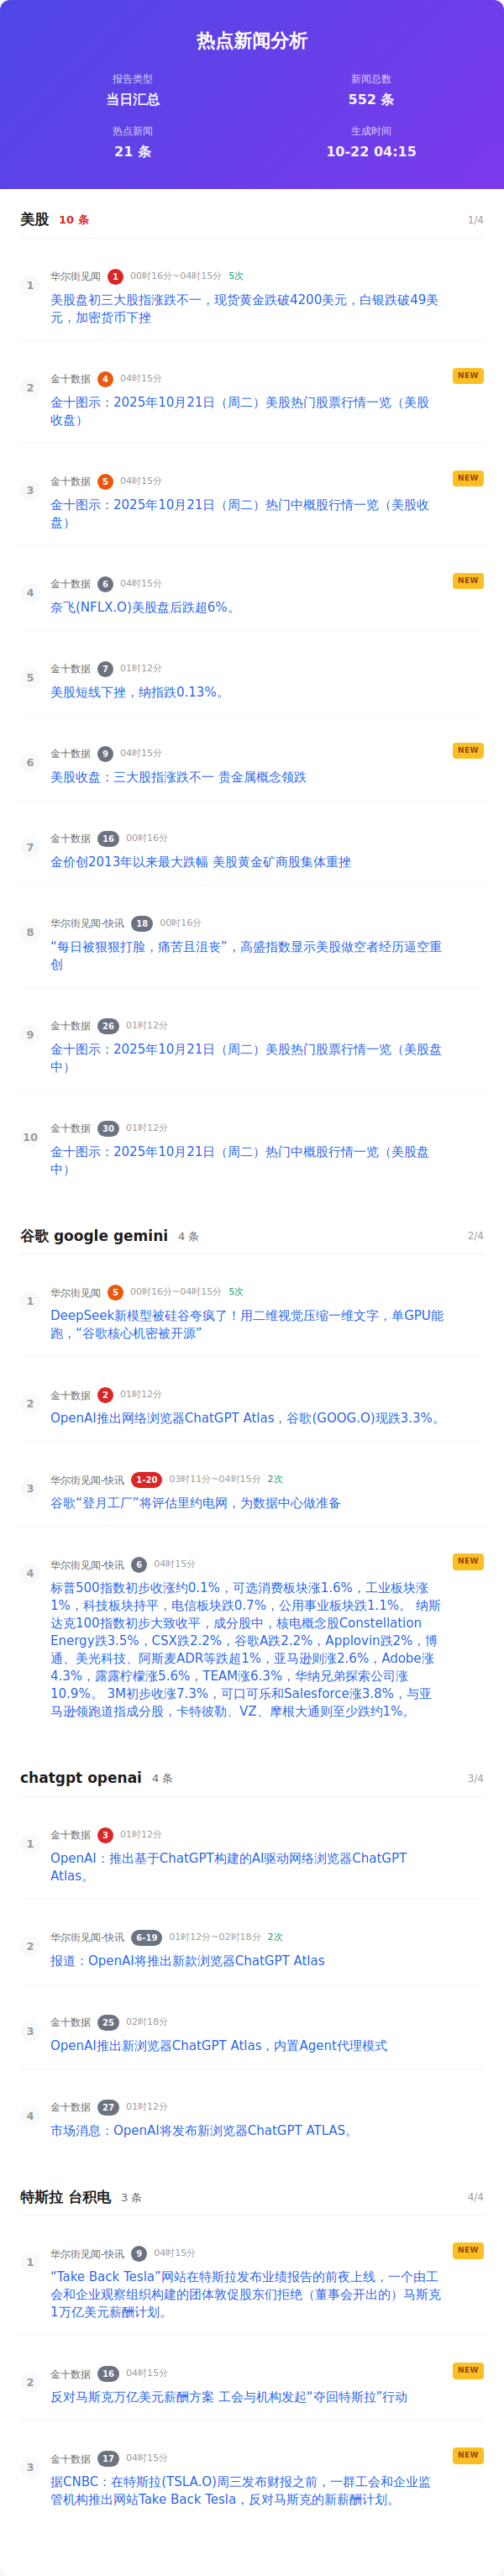 热点新闻分析
报告类型
当日汇总
新闻总数
552 条
热点新闻
21 条
生成时间
10-22 04:15
美股 10 条 1/4
1 华尔街见闻 1 00时16分~04时15分 5次
美股盘初三大股指涨跌不一，现货黄金跌破4200美元，白银跌破49美
元，加密货币下挫
2 金十数据 4 04时15分 NEW
金十图示：2025年10月21日（周二）美股热门股票行情一览（美股
收盘）
3 金十数据 5 04时15分 NEW
金十图示：2025年10月21日（周二）热门中概股行情一览（美股收
盘）
4 金十数据 6 04时15分 NEW
奈飞(NFLX.O)美股盘后跌超6%。
5 金十数据 7 01时12分
美股短线下挫，纳指跌0.13%。
6 金十数据 9 04时15分 NEW
美股收盘：三大股指涨跌不一 贵金属概念领跌
7 金十数据 16 00时16分
金价创2013年以来最大跌幅 美股黄金矿商股集体重挫
8 华尔街见闻-快讯 18 00时16分
“每日被狠狠打脸，痛苦且沮丧”，高盛指数显示美股做空者经历逼空重
创
9 金十数据 26 01时12分
金十图示：2025年10月21日（周二）美股热门股票行情一览（美股盘
中）
10 金十数据 30 01时12分
金十图示：2025年10月21日（周二）热门中概股行情一览（美股盘
中）
谷歌 google gemini 4 条 2/4
1 华尔街见闻 5 00时16分~04时15分 5次
DeepSeek新模型被硅谷夸疯了！用二维视觉压缩一维文字，单GPU能
跑，“谷歌核心机密被开源”
2 金十数据 2 01时12分
OpenAI推出网络浏览器ChatGPT Atlas，谷歌(GOOG.O)现跌3.3%。
3 华尔街见闻-快讯 1-20 03时11分~04时15分 2次
谷歌“登月工厂”将评估里约电网，为数据中心做准备
4 华尔街见闻-快讯 6 04时15分 NEW
标普500指数初步收涨约0.1%，可选消费板块涨1.6%，工业板块涨
1%，科技板块持平，电信板块跌0.7%，公用事业板块跌1.1%。 纳斯
达克100指数初步大致收平，成分股中，核电概念股Constellation
Energy跌3.5%，CSX跌2.2%，谷歌A跌2.2%，Applovin跌2%，博
通、美光科技、阿斯麦ADR等跌超1%，亚马逊则涨2.6%，Adobe涨
4.3%，露露柠檬涨5.6%，TEAM涨6.3%，华纳兄弟探索公司涨
10.9%。 3M初步收涨7.3%，可口可乐和Salesforce涨3.8%，与亚
马逊领跑道指成分股，卡特彼勒、VZ、摩根大通则至少跌约1%。
chatgpt openai 4 条 3/4
1 金十数据 3 01时12分
OpenAI：推出基于ChatGPT构建的AI驱动网络浏览器ChatGPT
Atlas。
2 华尔街见闻-快讯 6-19 01时12分~02时18分 2次
报道：OpenAI将推出新款浏览器ChatGPT Atlas
3 金十数据 25 02时18分
OpenAI推出新浏览器ChatGPT Atlas，内置Agent代理模式
4 金十数据 27 01时12分
市场消息：OpenAI将发布新浏览器ChatGPT ATLAS。
特斯拉 台积电 3 条 4/4
1 华尔街见闻-快讯 9 04时15分 NEW
“Take Back Tesla”网站在特斯拉发布业绩报告的前夜上线，一个由工
会和企业观察组织构建的团体敦促股东们拒绝（董事会开出的）马斯克
1万亿美元薪酬计划。
2 金十数据 16 04时15分 NEW
反对马斯克万亿美元薪酬方案 工会与机构发起“夺回特斯拉”行动
3 金十数据 17 04时15分 NEW
据CNBC：在特斯拉(TSLA.O)周三发布财报之前，一群工会和企业监
管机构推出网站Take Back Tesla，反对马斯克的新薪酬计划。